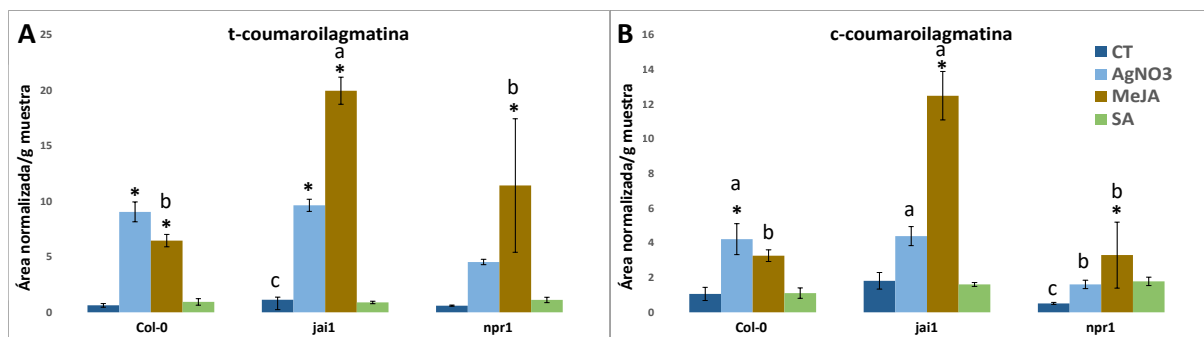 A
t-coumaroilagmatina
Área normalizada/g muestra
25
20
15
10
5
0
*
b
*
c
*
a
*
b
*
Col-0
jai1
npr1
B
c-coumaroilagmatina
Área normalizada/g muestra
16
14
12
10
8
6
4
2
0
a
*
b
a
a
*
c
b
b
*
Col-0
jai1
npr1
CT
AgNO3
MeJA
SA